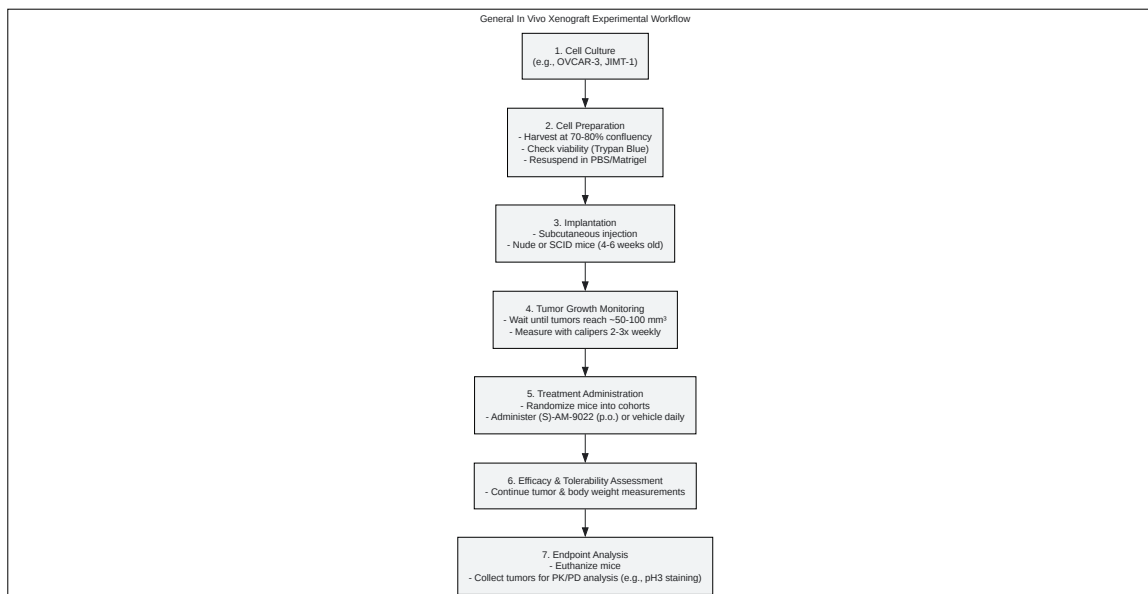 General In Vivo Xenograft Experimental Workflow
1. Cell Culture
(e.g., OVCAR-3, JIMT-1)
2. Cell Preparation
- Harvest at 70-80% confluency
- Check viability (Trypan Blue)
- Resuspend in PBS/Matrigel
3. Implantation
- Subcutaneous injection
- Nude or SCID mice (4-6 weeks old)
4. Tumor Growth Monitoring
- Wait until tumors reach ~50-100 mm³
- Measure with calipers 2-3x weekly
5. Treatment Administration
- Randomize mice into cohorts
- Administer (S)-AM-9022 (p.o.) or vehicle daily
6. Efficacy & Tolerability Assessment
- Continue tumor & body weight measurements
7. Endpoint Analysis
- Euthanize mice
- Collect tumors for PK/PD analysis (e.g., pH3 staining)